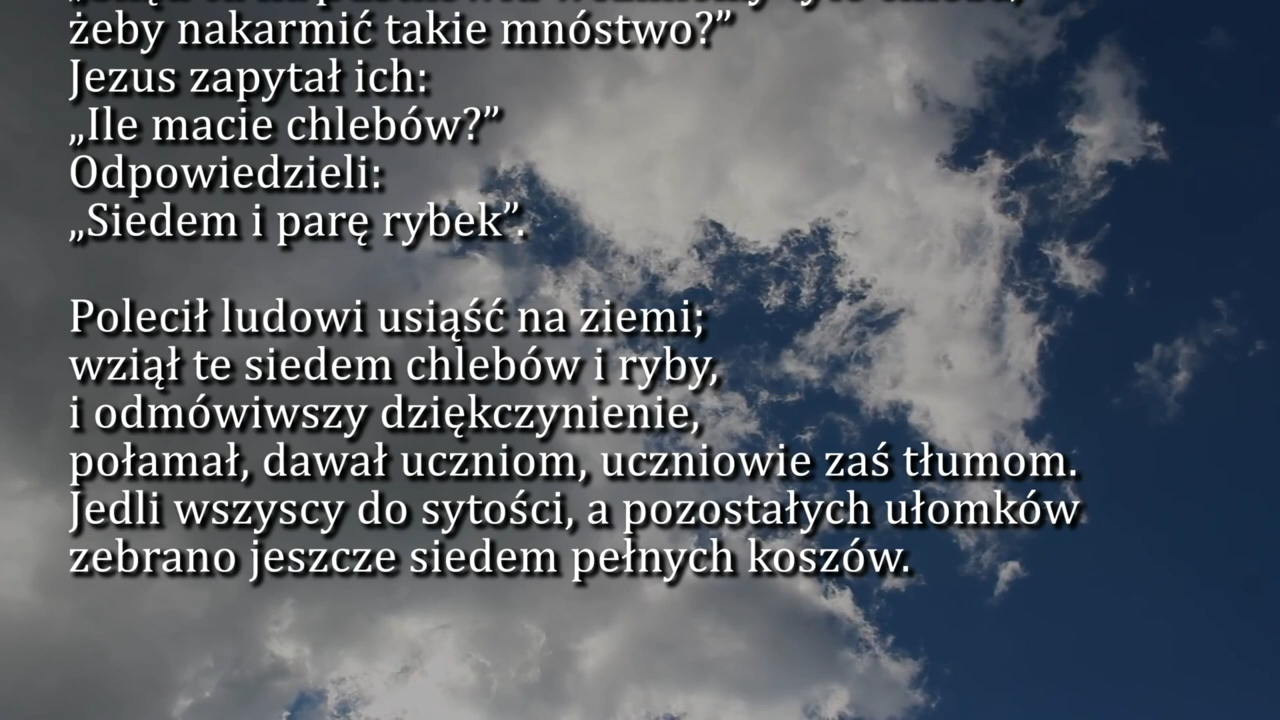 żeby nakarmić takie mnóstwo?”
Jezus zapytał ich:
„Ile macie chlebów?”
Odpowiedzieli:
„Siedem i parę rybek”.
Polecił ludowi usiąść na ziemi;
wziął te siedem chlebów i ryby,
i odmówiwszy dziękczynienie,
połamał, dawał uczniom, uczniowie zaś tłumom.
Jedli wszyscy do sytości, a pozostałych ułomków
zebrano jeszcze siedem pełnych koszów.